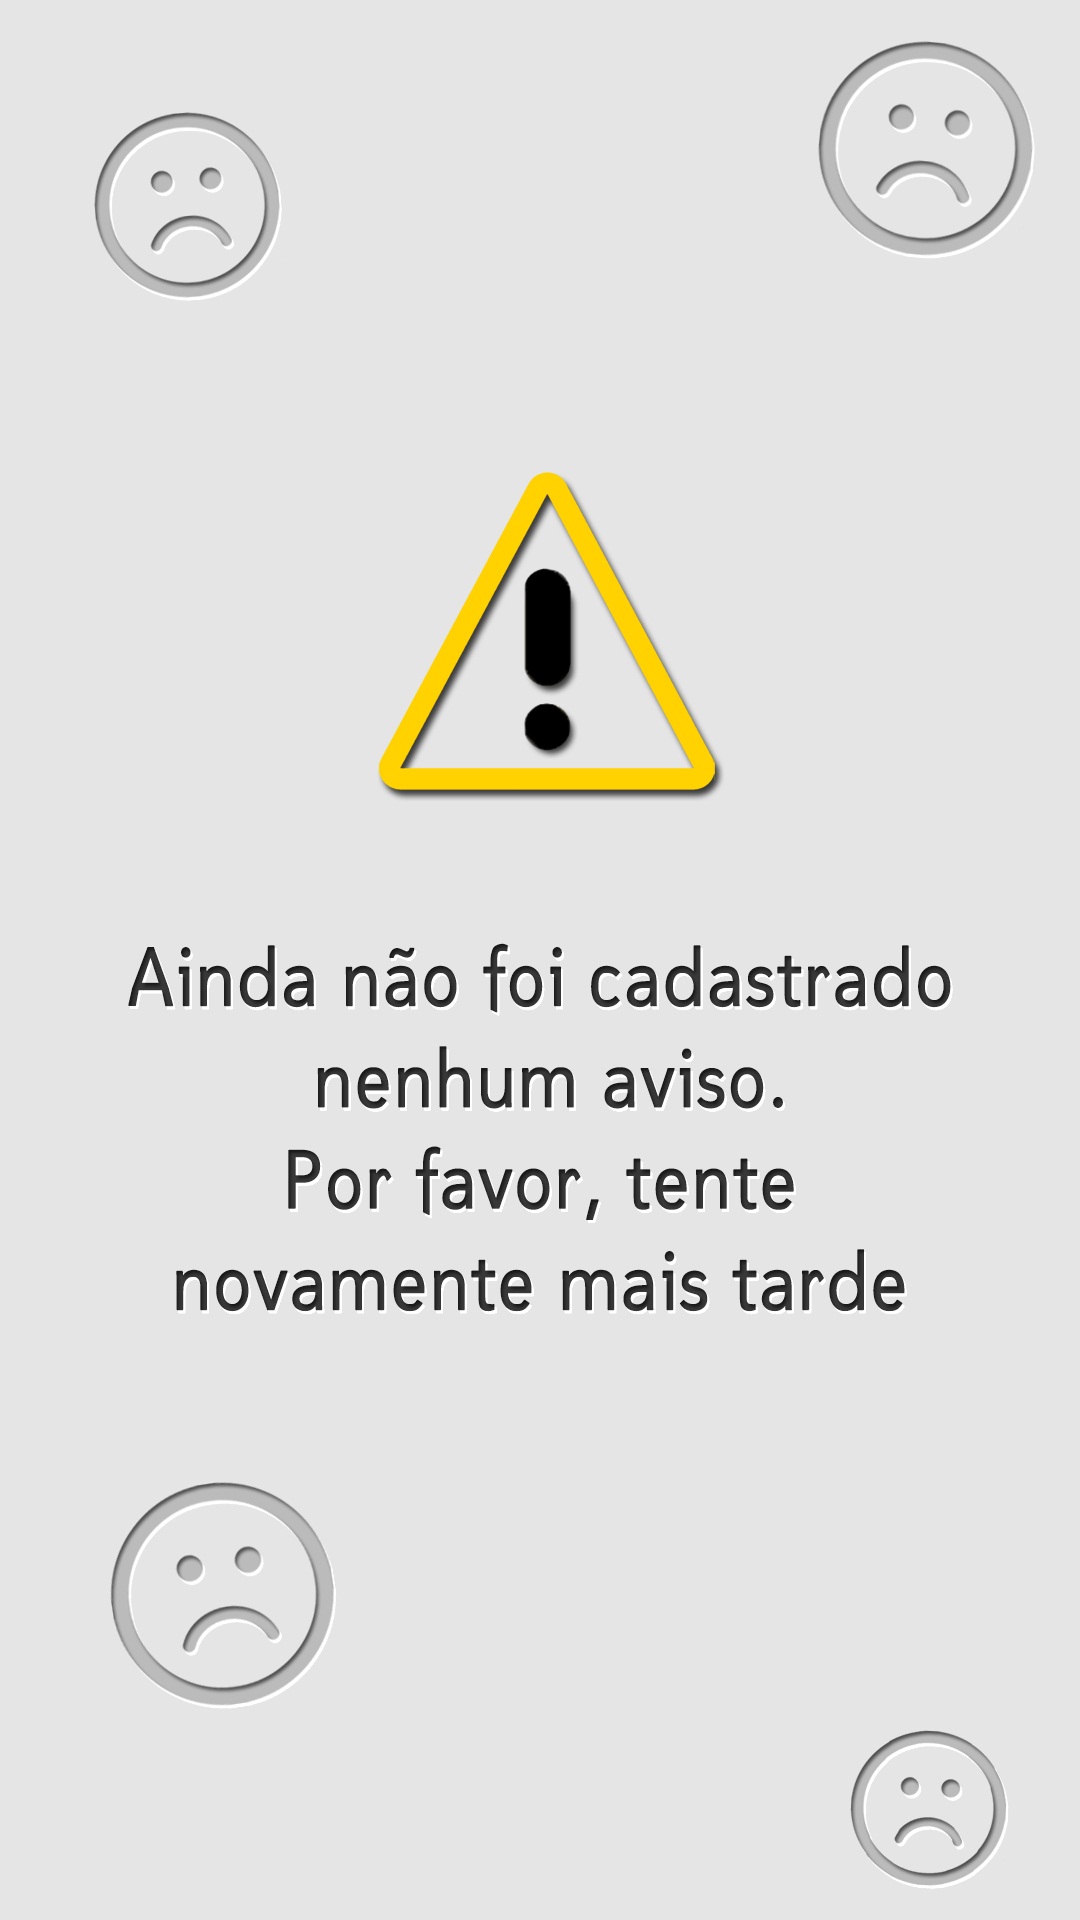 Ainda não foi cadastrado
nenhum aviso.
Por favor, tente
novamente mais tarde